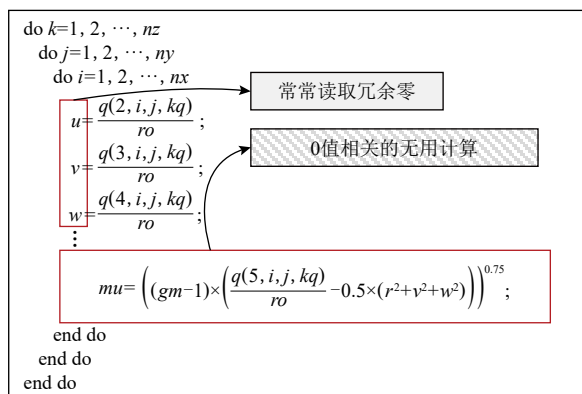 do k=1, 2, ⋯, nz
do j=1, 2, ⋯, ny
do i=1, 2, ⋯, nx
常常读取冗余零
u= q(2, i, j, kq) / ro ;
0值相关的无用计算
v= q(3, i, j, kq) / ro ;
w= q(4, i, j, kq) / ro ;
⋮
mu= ((gm−1)×( q(5, i, j, kq) / ro −0.5×(r²+v²+w²)))^0.75 ;
end do
end do
end do